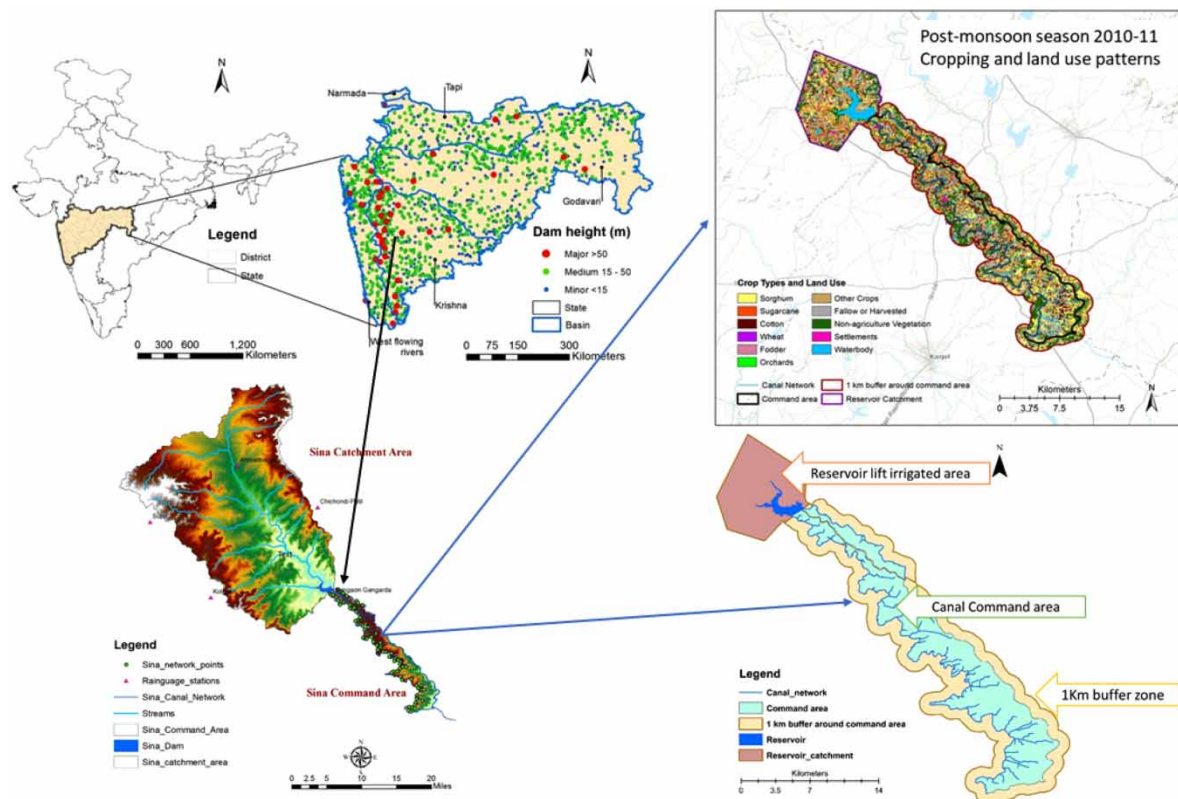 N
Legend
District
State
0 300 600 1,200
Kilometers
N
Narmada
Tapi
Godavari
Krishna
West flowing
rivers
Dam height (m)
Major >50
Medium 15 - 50
Minor <15
State
Basin
0 75 150 300
Kilometers
Post-monsoon season 2010-11
Cropping and land use patterns
Crop Types and Land Use
Sorghum
Sugarcane
Cotton
Wheat
Fodder
Orchards
Other Crops
Fallow or Harvested
Non-agriculture Vegetation
Settlements
Waterbody
Canal Network
Command area
1 km buffer around command area
Reservoir Catchment
Kilometers
0 3.75 7.5 15
N
Sina Catchment Area
Sina Command Area
Legend
Sina_network_points
Rainguage_stations
Sina_Canal_Network
Streams
Sina_Command_Area
Sina_Dam
Sina_catchment_area
N
W E
S
0 2.5 5 10 15 20
Miles
N
Reservoir lift irrigated area
Canal Command area
1Km buffer zone
Legend
Canal_network
Command area
1 km buffer around command area
Reservoir
Reservoir_catchment
Kilometers
0 3.5 7 14